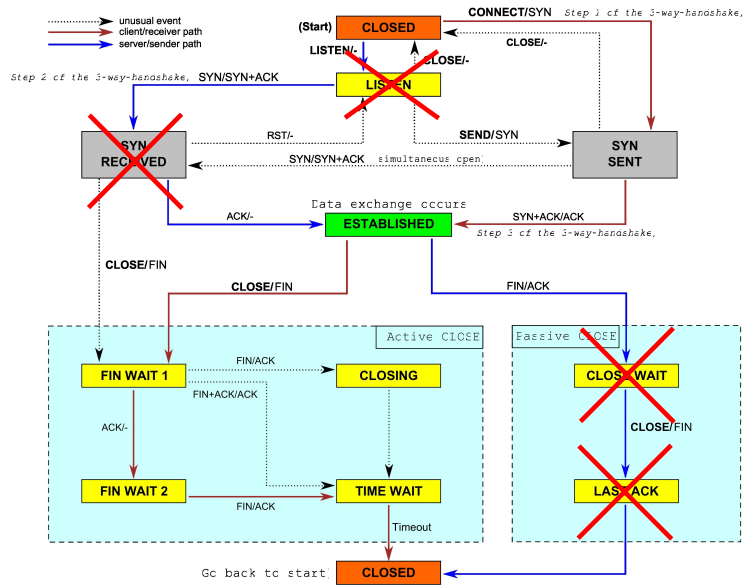 unusual event
client/receiver path
server/sender path
(Start)
CLOSED
CONNECT/SYN
Step 1 of the 3-way-handshake)
CLOSE/-
LISTEN/-
CLOSE/-
Step 2 of the 3-way-handshake)
SYN/SYN+ACK
LISTEN
RST/-
SEND/SYN
SYN
RECEIVED
SYN
SENT
SYN/SYN+ACK
simultaneous open)
Data exchange occurs
ACK/-
ESTABLISHED
SYN+ACK/ACK
Step 3 of the 3-way-handshake)
CLOSE/FIN
CLOSE/FIN
FIN/ACK
Active CLOSE
Passive CLOSE
FIN/ACK
FIN WAIT 1
CLOSING
CLOSE WAIT
FIN+ACK/ACK
ACK/-
CLOSE/FIN
FIN WAIT 2
TIME WAIT
LAST ACK
FIN/ACK
Timeout
Go back to start)
CLOSED